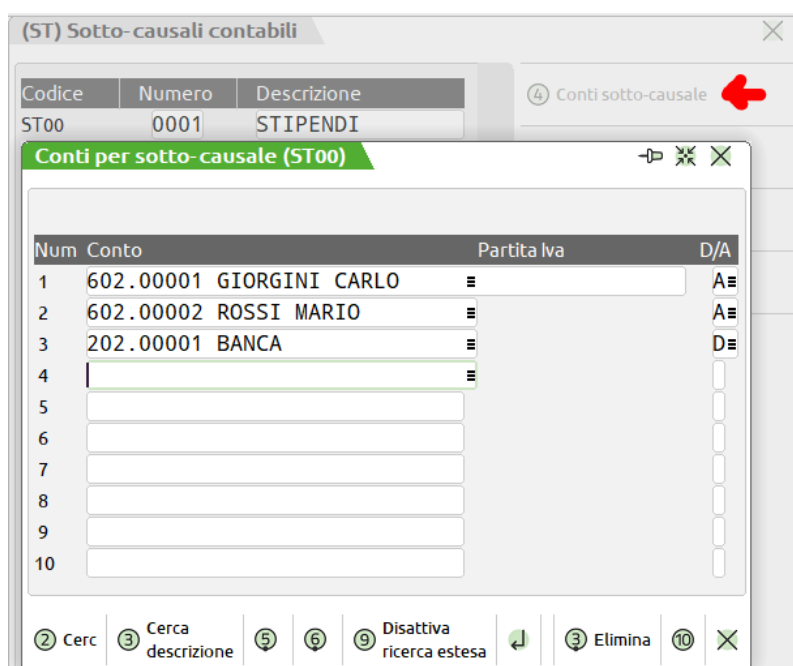 (ST) Sotto-causali contabili
Codice Numero Descrizione
ST00 0001 STIPENDI
4 Conti sotto-causale
Conti per sotto-causale (ST00)
Num Conto Partita Iva D/A
1 602.00001 GIORGINI CARLO A
2 602.00002 ROSSI MARIO A
3 202.00001 BANCA D
4
5
6
7
8
9
10
2 Cerc 3 Cerca descrizione 5 6 9 Disattiva ricerca estesa 3 Elimina 10